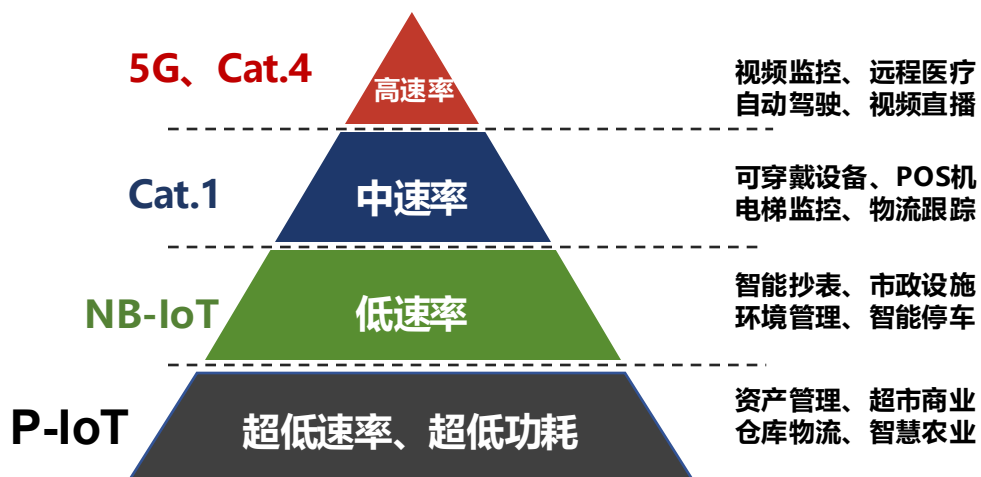 5G、Cat.4
高速率
视频监控、远程医疗
自动驾驶、视频直播
Cat.1
中速率
可穿戴设备、POS机
电梯监控、物流跟踪
NB-IoT
低速率
智能抄表、市政设施
环境管理、智能停车
P-IoT
超低速率、超低功耗
资产管理、超市商业
仓库物流、智慧农业